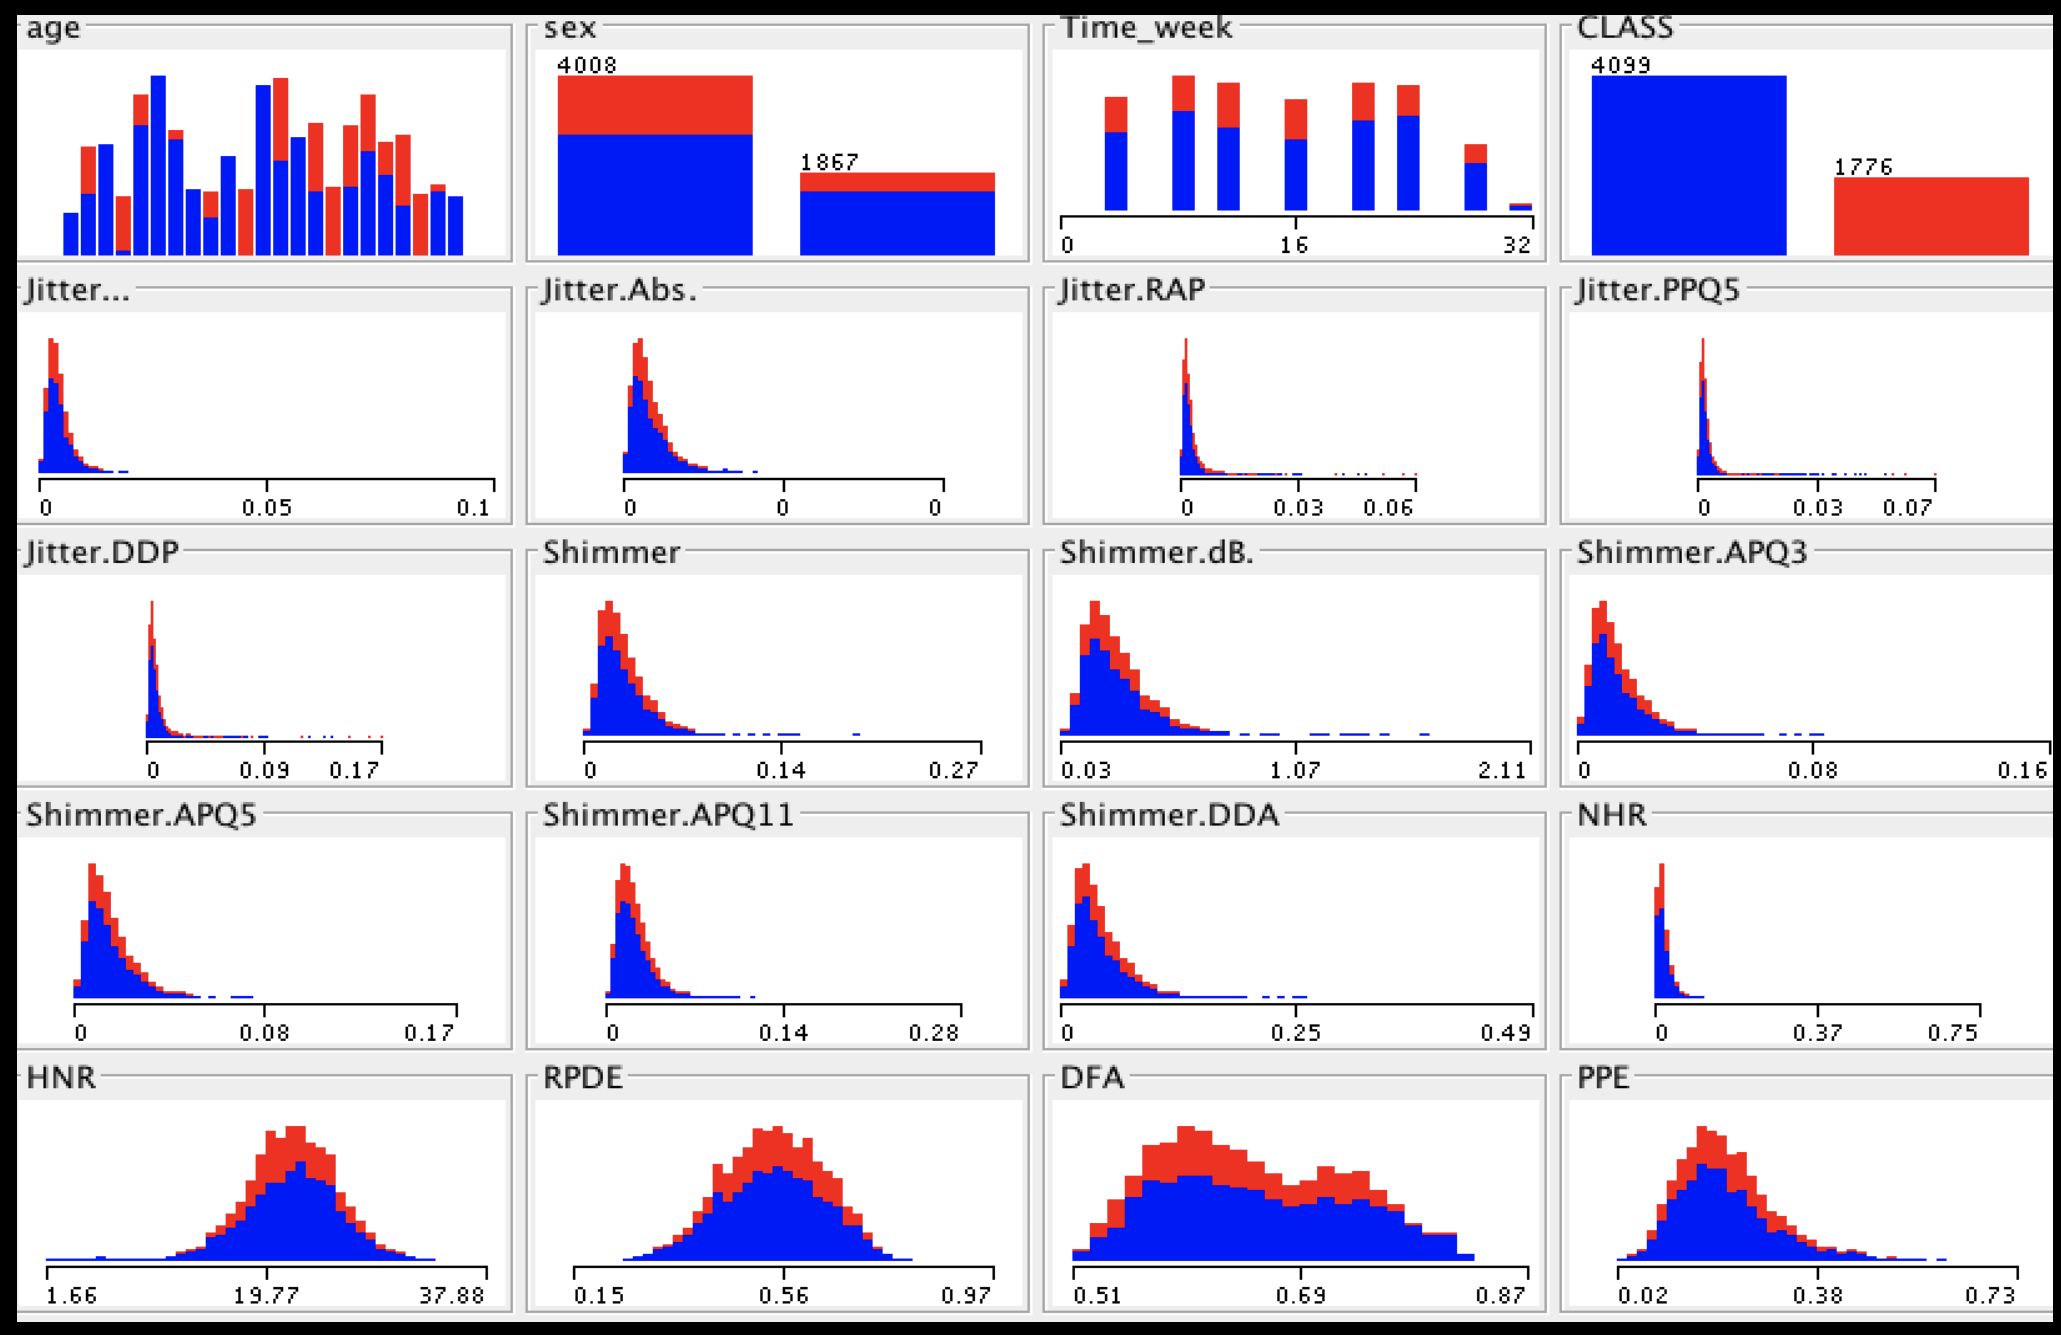 age sex Time_week CLASS
4008 4099
1867 1776
0 16 32
Jitter... Jitter.Abs. Jitter.RAP Jitter.PPQ5
0 0.05 0.1 0 0 0 0 0.03 0.06 0 0.03 0.07
Jitter.DDP Shimmer Shimmer.dB. Shimmer.APQ3
0 0.09 0.17 0 0.14 0.27 0.03 1.07 2.11 0 0.08 0.16
Shimmer.APQ5 Shimmer.APQ11 Shimmer.DDA NHR
0 0.08 0.17 0 0.14 0.28 0 0.25 0.49 0 0.37 0.75
HNR RPDE DFA PPE
1.66 19.77 37.88 0.15 0.56 0.97 0.51 0.69 0.87 0.02 0.38 0.73